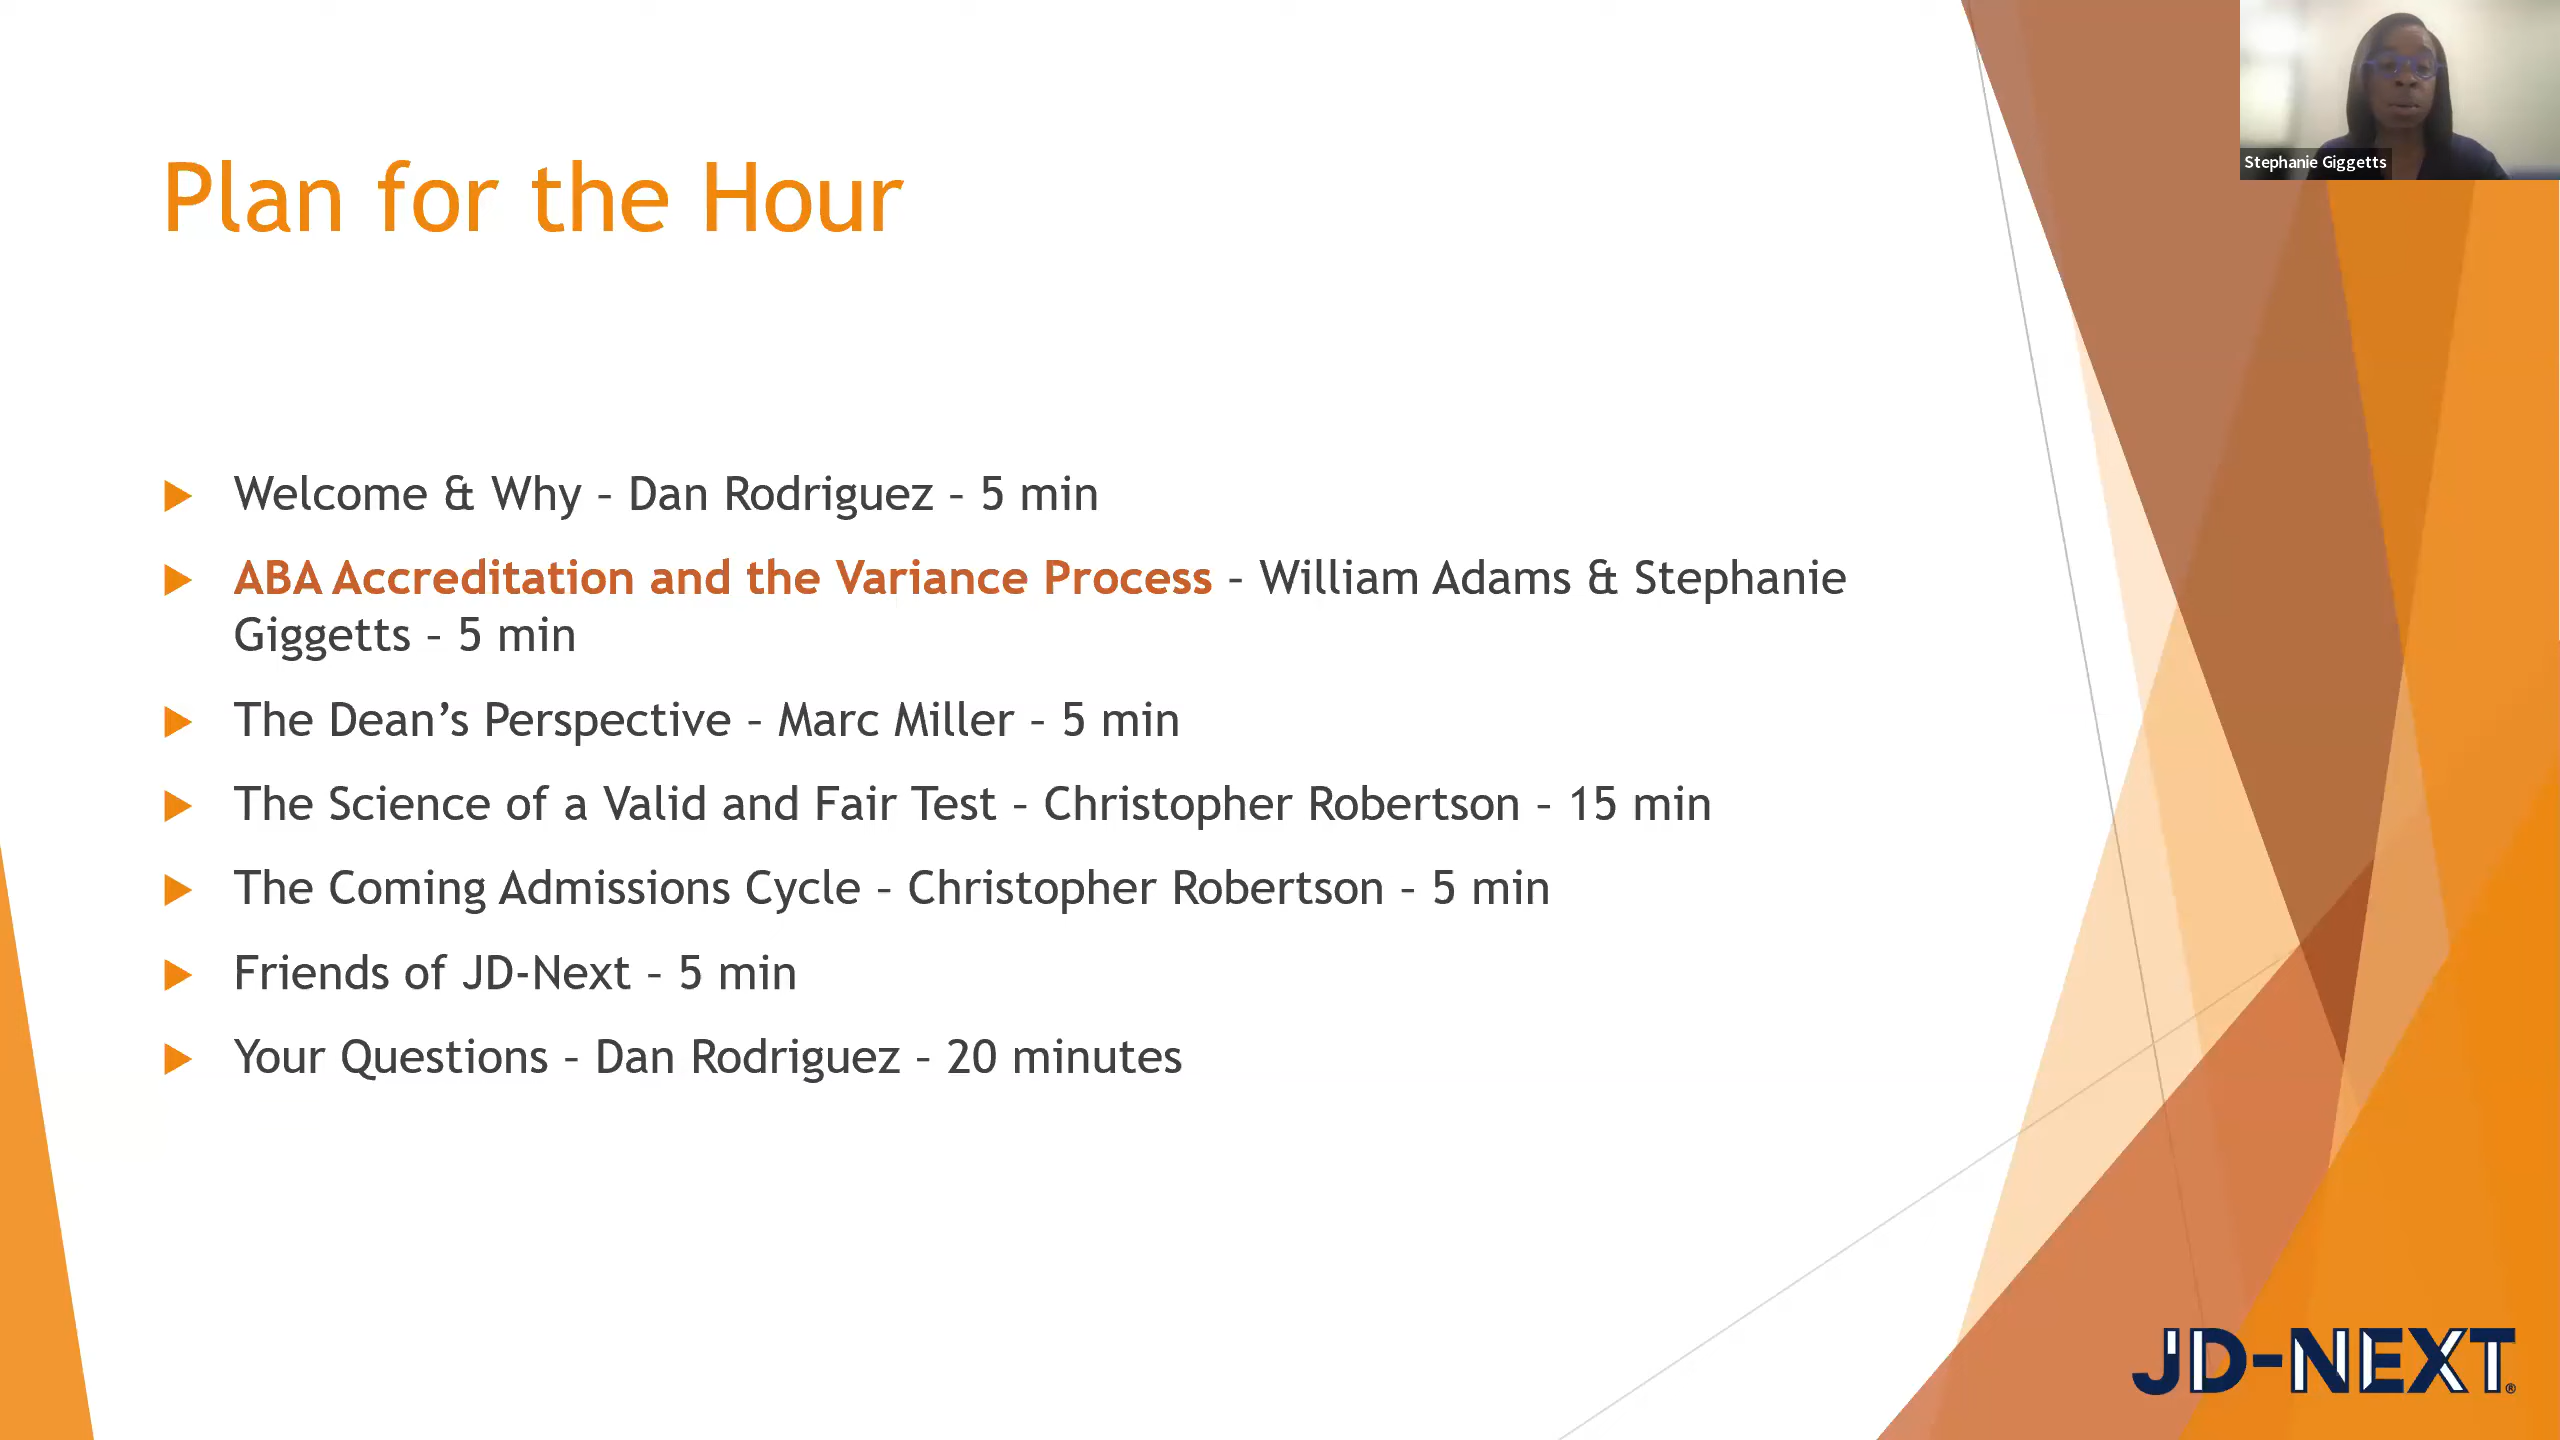 Stephanie Giggetts
Plan for the Hour
Welcome & Why – Dan Rodriguez – 5 min
ABA Accreditation and the Variance Process – William Adams & Stephanie
Giggetts – 5 min
The Dean’s Perspective – Marc Miller – 5 min
The Science of a Valid and Fair Test – Christopher Robertson – 15 min
The Coming Admissions Cycle – Christopher Robertson – 5 min
Friends of JD-Next – 5 min
Your Questions – Dan Rodriguez – 20 minutes
JD-NEXT®